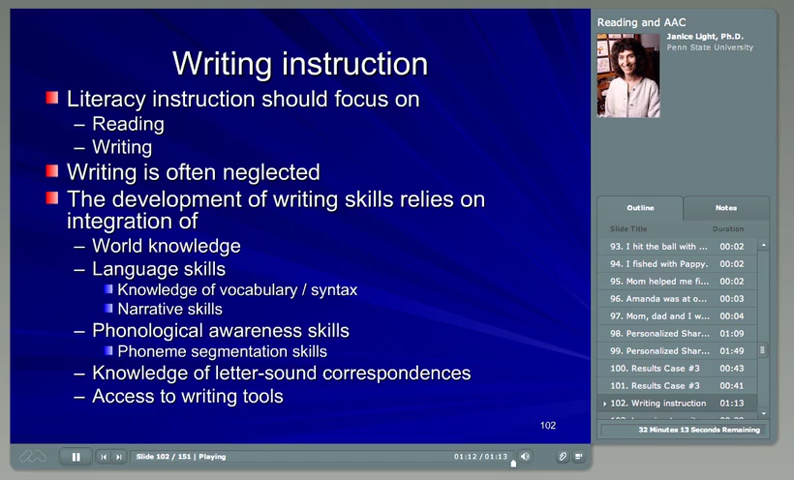 Writing instruction
Literacy instruction should focus on
– Reading
– Writing
Writing is often neglected
The development of writing skills relies on
integration of
– World knowledge
– Language skills
Knowledge of vocabulary / syntax
Narrative skills
– Phonological awareness skills
Phoneme segmentation skills
– Knowledge of letter-sound correspondences
– Access to writing tools
102
Slide 102 / 151 | Playing
01:12 / 01:13
Reading and AAC
Janice Light, Ph.D.
Penn State University
Outline Notes
Slide Title Duration
93. I hit the ball with ... 00:02
94. I fished with Pappy. 00:02
95. Mom helped me fi... 00:02
96. Amanda was at o... 00:03
97. Mom, dad and I w... 00:04
98. Personalized Shar... 01:09
99. Personalized Shar... 01:49
100. Results Case #3 00:43
101. Results Case #3 00:41
102. Writing instruction 01:13
32 Minutes 13 Seconds Remaining